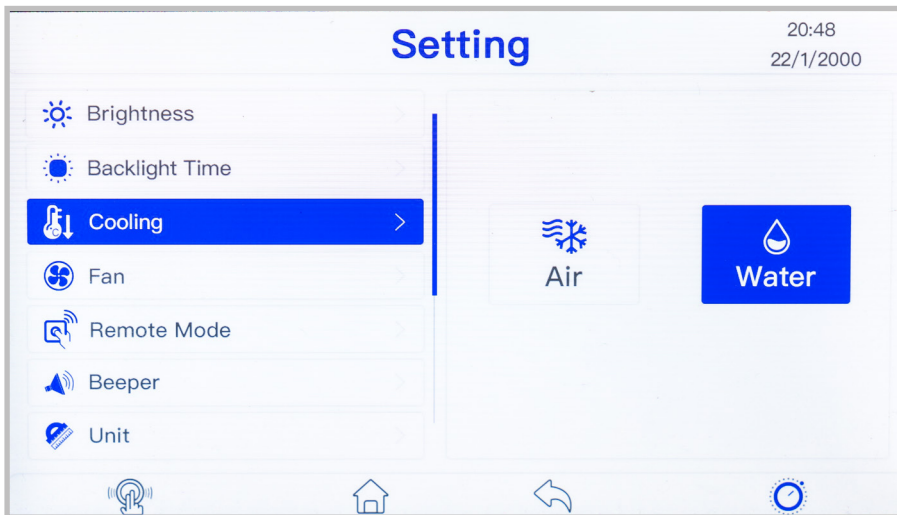 Setting
20:48
22/1/2000
Brightness
Backlight Time
Cooling
Fan
Remote Mode
Beeper
Unit
Air
Water